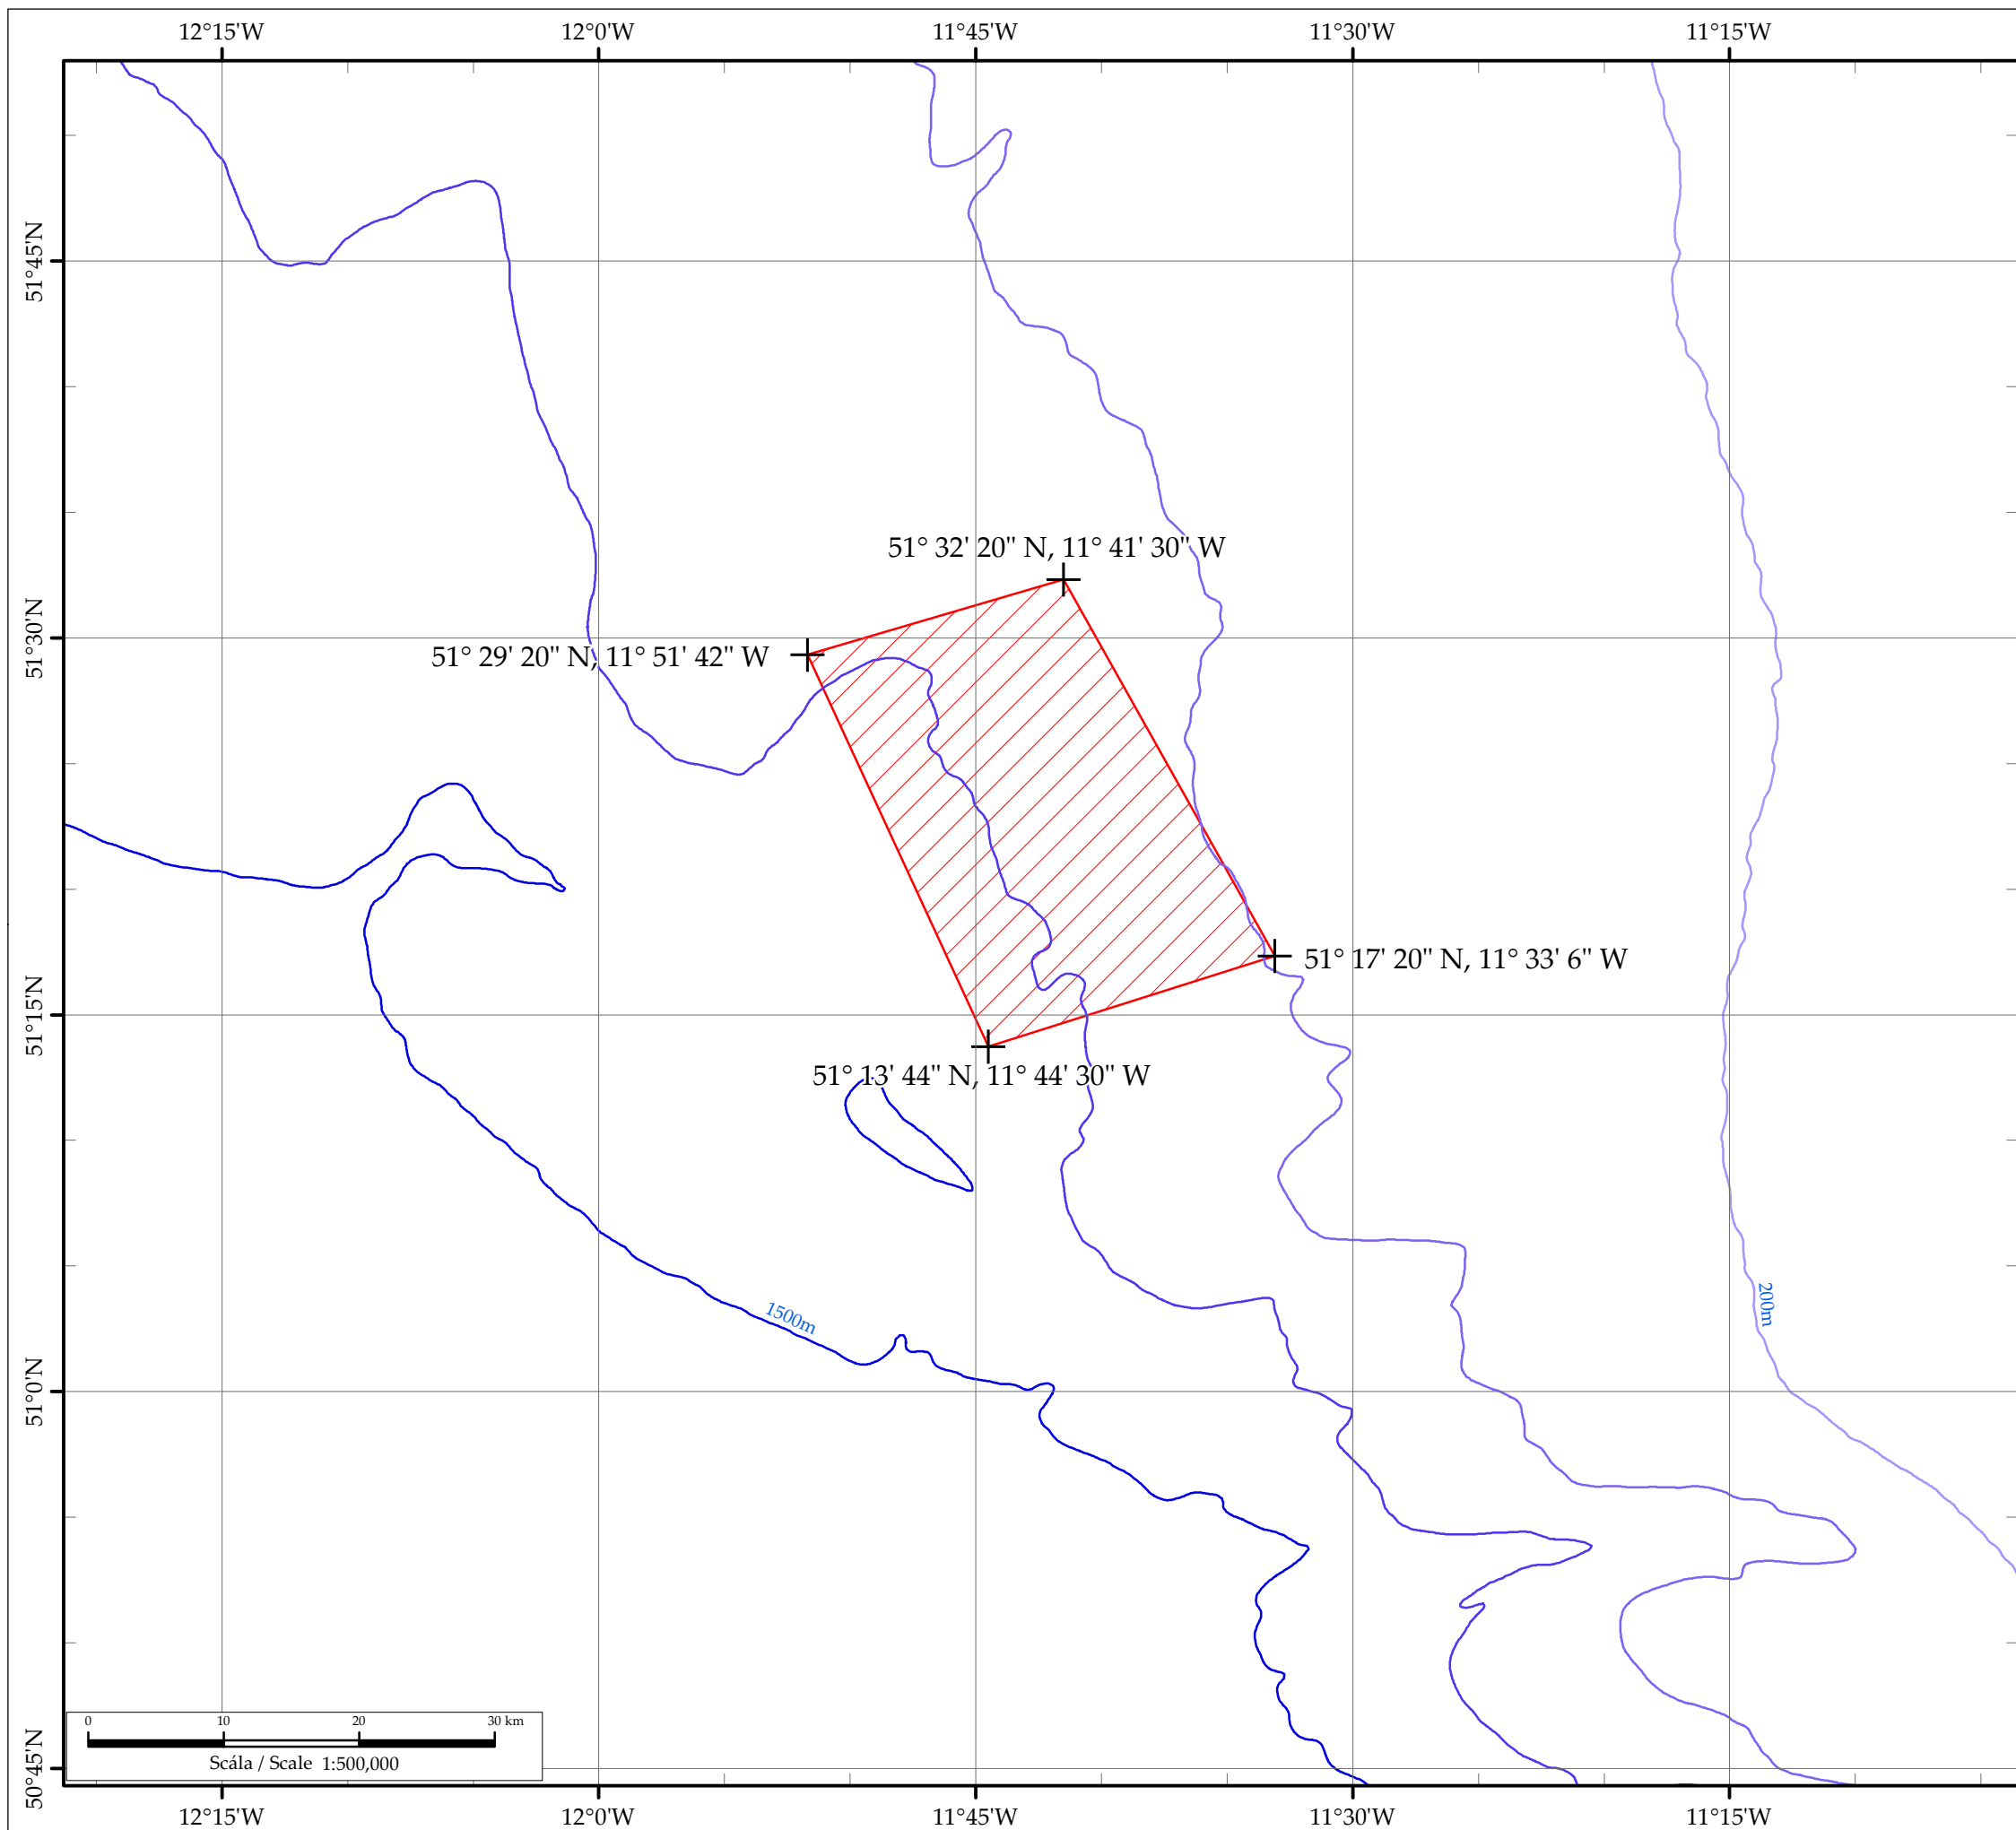 12°15'W 12°0'W 11°45'W 11°30'W 11°15'W
51°45'N
51° 32' 20" N, 11° 41' 30" W
51°30'N
51° 29' 20" N, 11° 51' 42" W
51° 17' 20" N, 11° 33' 6" W
51°15'N
51° 13' 44" N, 11° 44' 30" W
1500m
200m
51°0'N
50°45'N
0 10 20 30 km
Scála / Scale 1:500,000
12°15'W 12°0'W 11°45'W 11°30'W 11°15'W